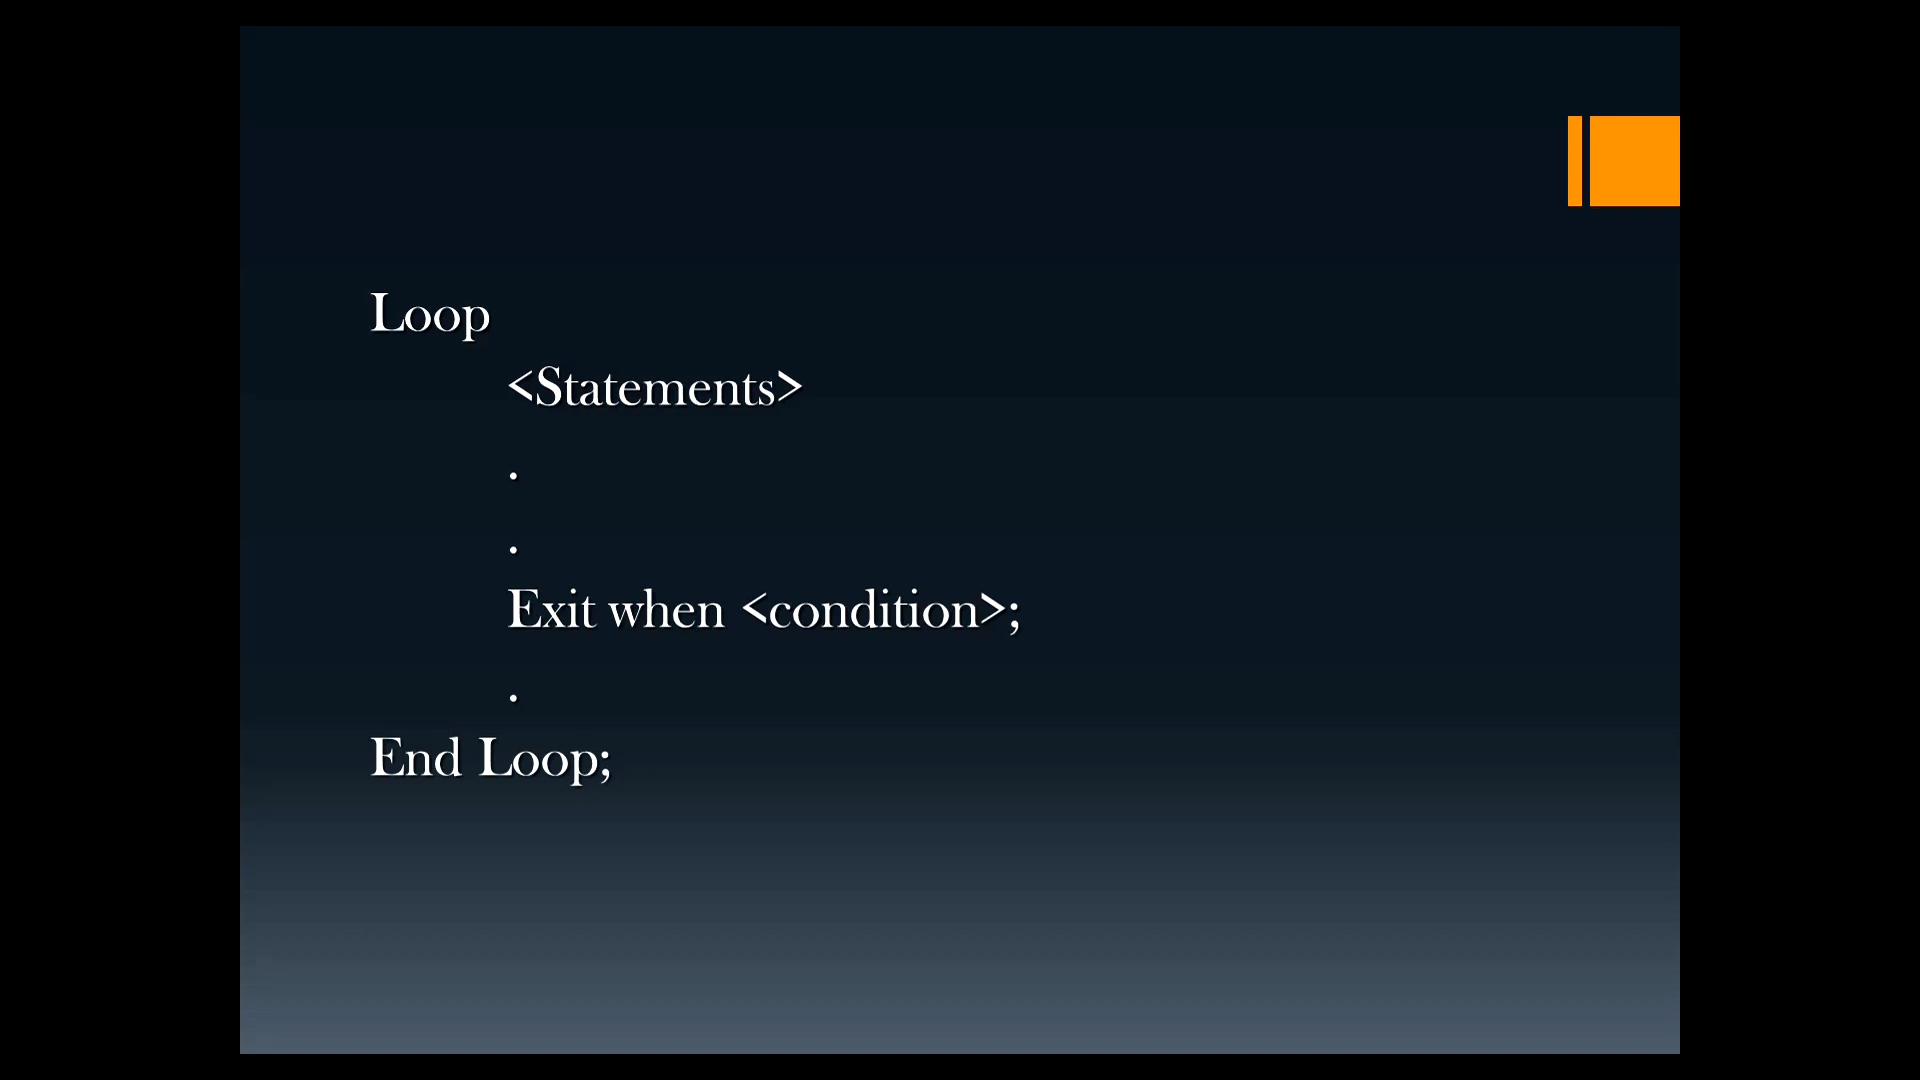 Loop
<Statements>
.
.
Exit when <condition>;
.
End Loop;